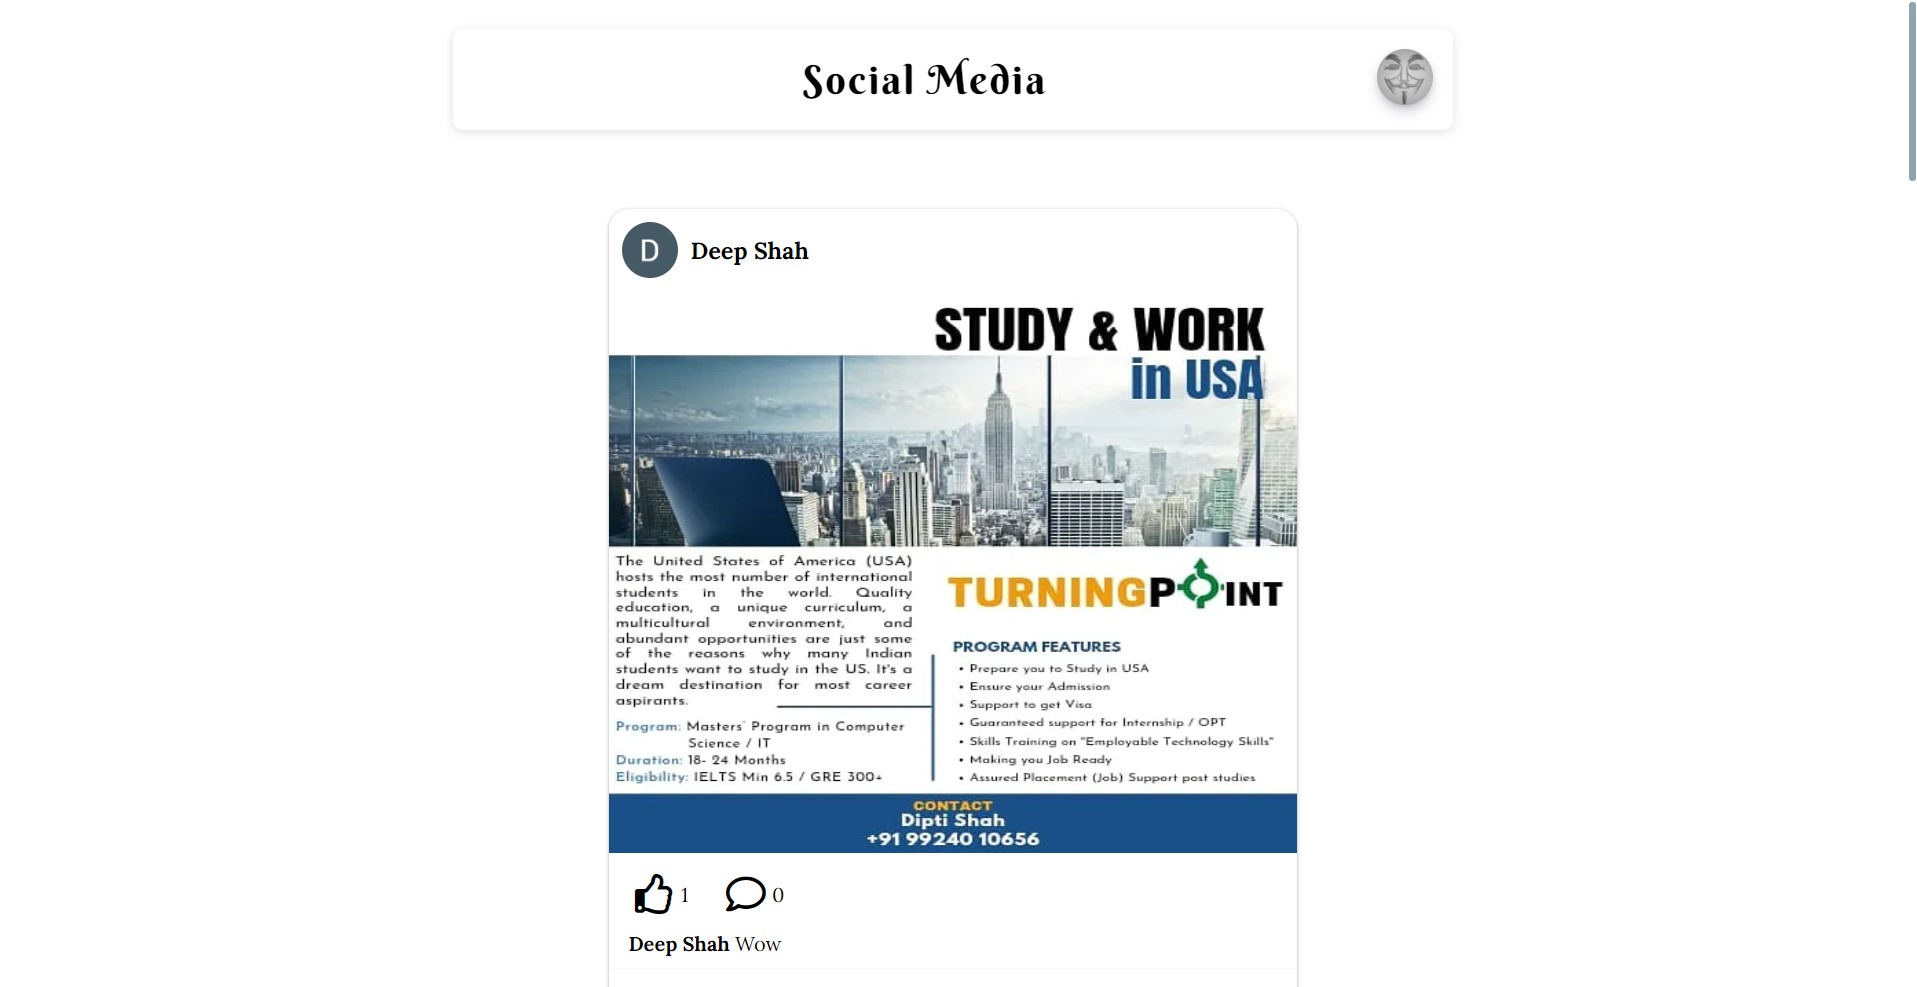 Social Media
D
Deep Shah
STUDY & WORK
in USA
The United States of America (USA)
hosts the most number of international
students in the world. Quality
education, a unique curriculum, a
multicultural environment, and
abundant opportunities are just some
of the reasons why many Indian
students want to study in the US. It's a
dream destination for most career
aspirants.
Program: Masters' Program in Computer
Science / IT
Duration: 18- 24 Months
Eligibility: IELTS Min 6.5 / GRE 300+
TURNINGPOINT
PROGRAM FEATURES
• Prepare you to Study in USA
• Ensure your Admission
• Support to get Visa
• Guaranteed support for Internship / OPT
• Skills Training on "Employable Technology Skills"
• Making you Job Ready
• Assured Placement (Job) Support post studies
CONTACT
Dipti Shah
+91 99240 10656
1 0
Deep Shah Wow